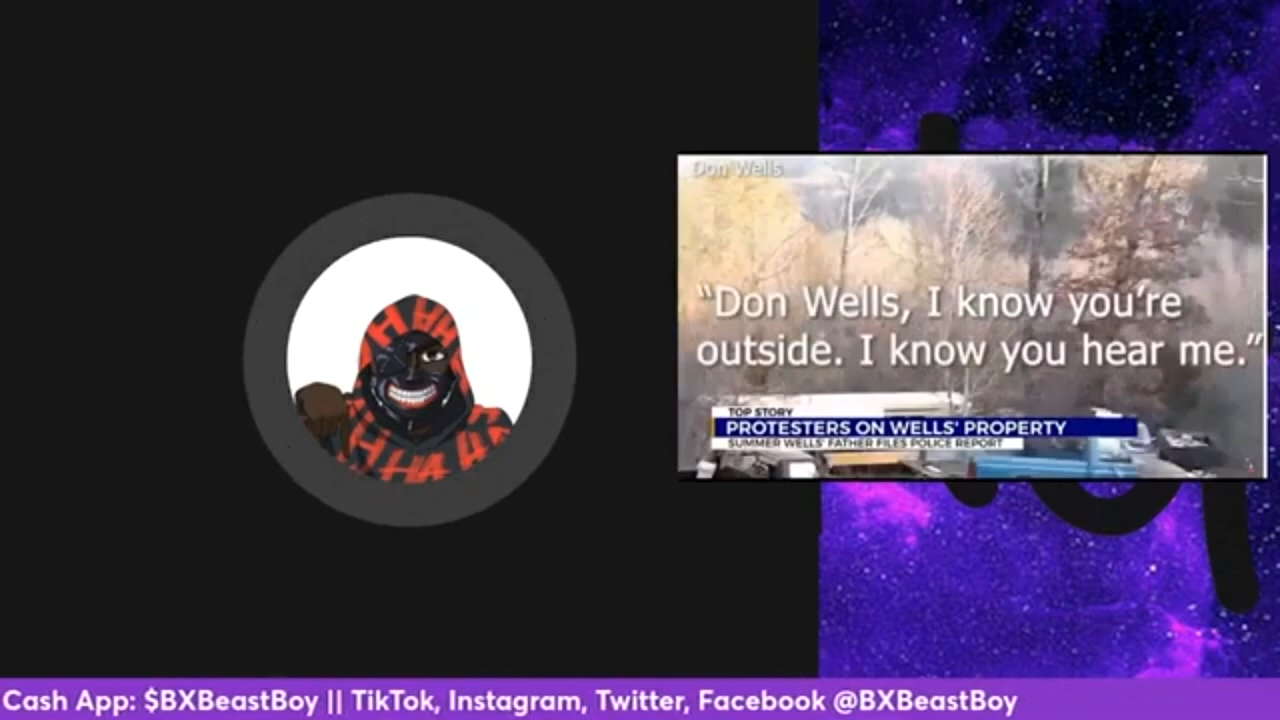 Don Wells
“Don Wells, I know you’re
outside. I know you hear me.”
TOP STORY
PROTESTERS ON WELLS' PROPERTY
SUMMER WELLS' FATHER FILES POLICE REPORT
Cash App: $BXBeastBoy || TikTok, Instagram, Twitter, Facebook @BXBeastBoy